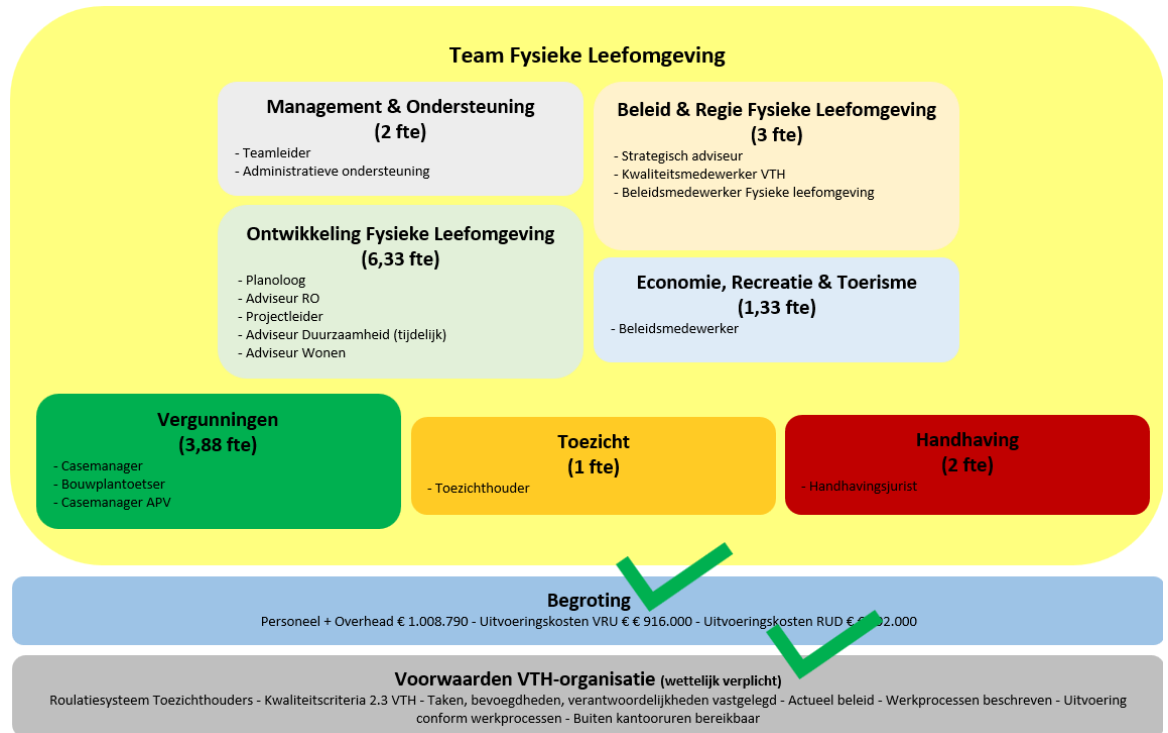 Team Fysieke Leefomgeving
Management & Ondersteuning
(2 fte)
- Teamleider
- Administratieve ondersteuning
Beleid & Regie Fysieke Leefomgeving
(3 fte)
- Strategisch adviseur
- Kwaliteitsmedewerker VTH
- Beleidsmedewerker Fysieke leefomgeving
Ontwikkeling Fysieke Leefomgeving
(6,33 fte)
- Planoloog
- Adviseur RO
- Projectleider
- Adviseur Duurzaamheid (tijdelijk)
- Adviseur Wonen
Economie, Recreatie & Toerisme
(1,33 fte)
- Beleidsmedewerker
Vergunningen
(3,88 fte)
- Casemanager
- Bouwplantoetser
- Casemanager APV
Toezicht
(1 fte)
- Toezichthouder
Handhaving
(2 fte)
- Handhavingsjurist
Begroting
Personeel + Overhead € 1.008.790 - Uitvoeringskosten VRU € € 916.000 - Uitvoeringskosten RUD €
Voorwaarden VTH-organisatie (wettelijk verplicht)
Roulatiesysteem Toezichthouders - Kwaliteitscriteria 2.3 VTH - Taken, bevoegdheden, verantwoordelijkheden vastgelegd - Actueel beleid - Werkprocessen beschreven - Uitvoering
conform werkprocessen - Buiten kantooruren bereikbaar